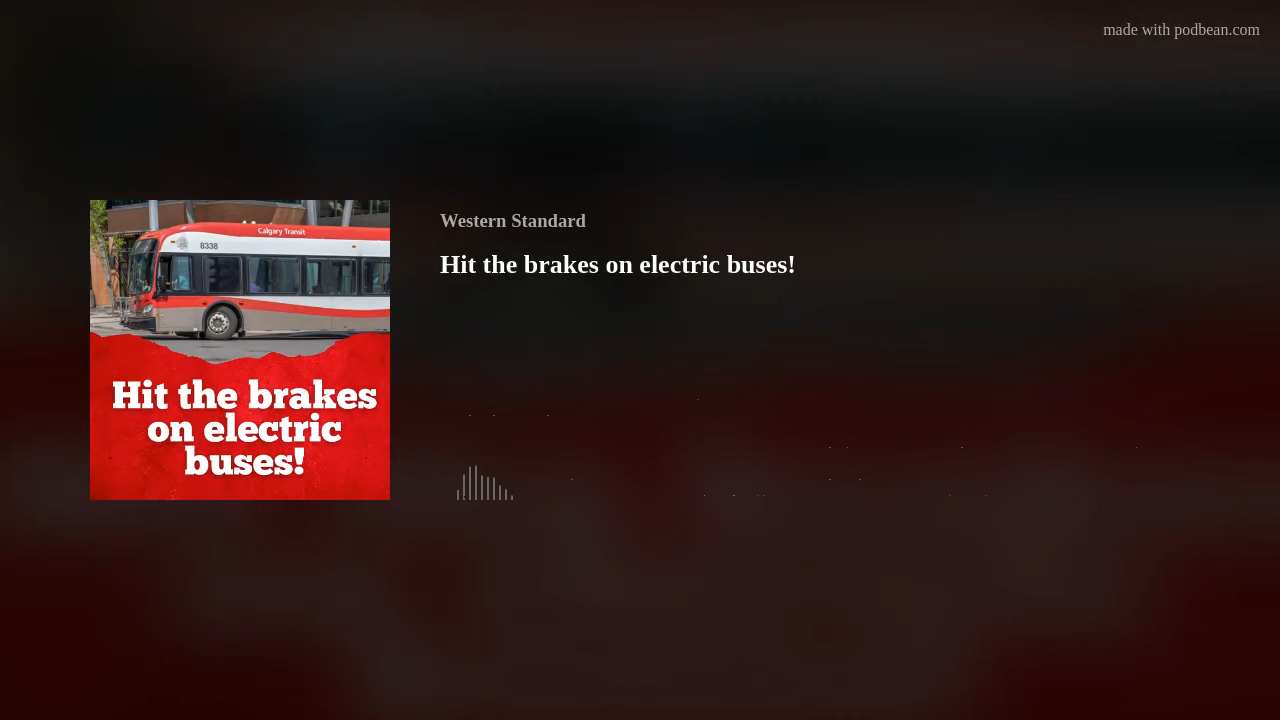 made with podbean.com
Calgary Transit
8338
Western Standard
Hit the brakes on electric buses!
Hit the brakes
on electric
buses!